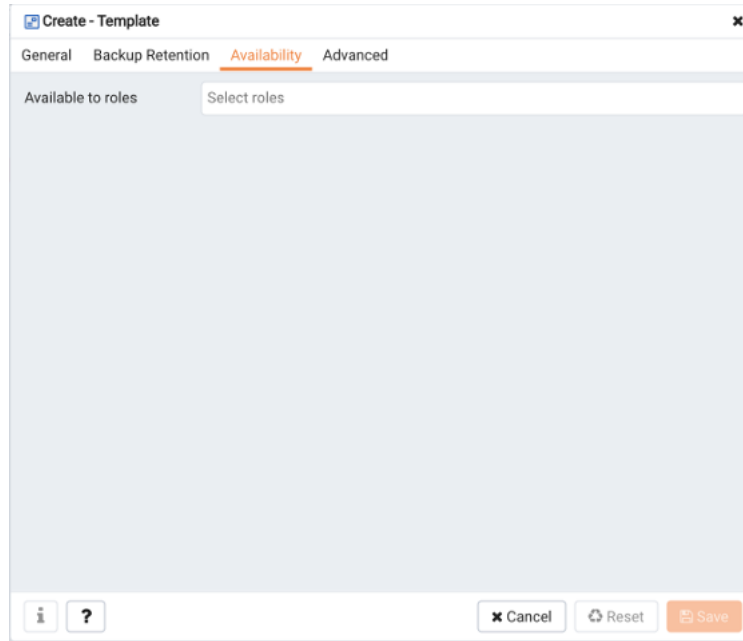 Create - Template
General Backup Retention Availability Advanced
Available to roles Select roles
i ? Cancel Reset Save